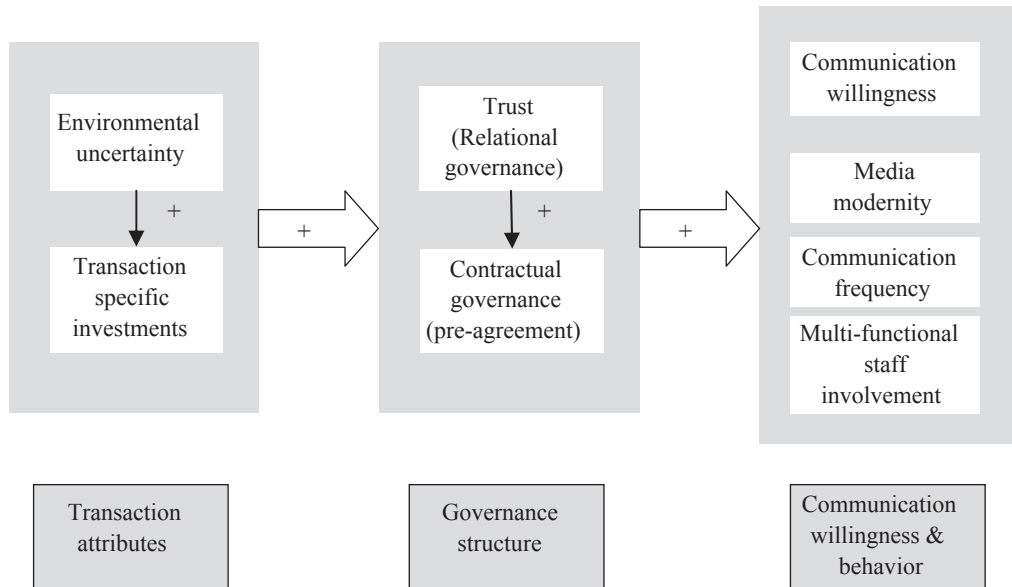 Environmental
uncertainty
+
Transaction
specific
investments
+
Trust
(Relational
governance)
+
Contractual
governance
(pre-agreement)
+
Communication
willingness
Media
modernity
Communication
frequency
Multi-functional
staff
involvement
Transaction
attributes
Governance
structure
Communication
willingness &
behavior